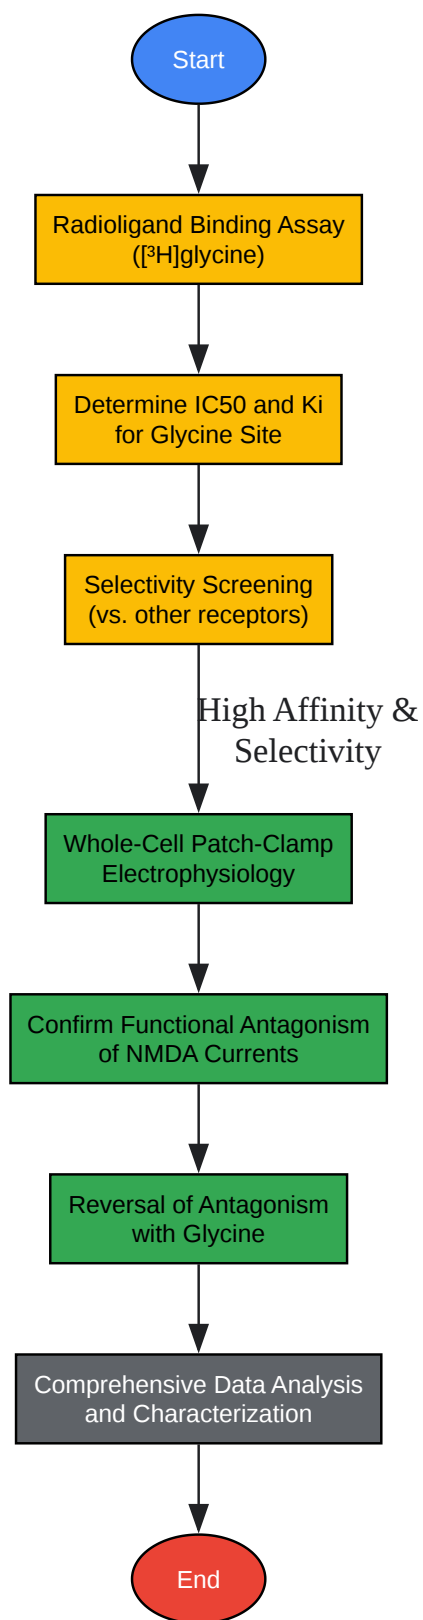 Start
Radioligand Binding Assay
([³H]glycine)
Determine IC50 and Ki
for Glycine Site
Selectivity Screening
(vs. other receptors)
High Affinity &
Selectivity
Whole-Cell Patch-Clamp
Electrophysiology
Confirm Functional Antagonism
of NMDA Currents
Reversal of Antagonism
with Glycine
Comprehensive Data Analysis
and Characterization
End